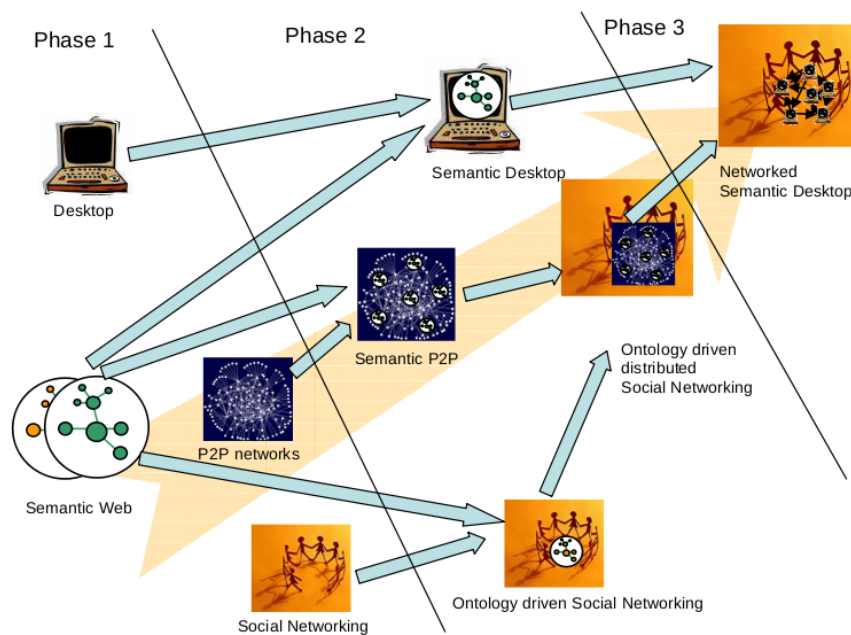 Phase 1
Phase 2
Phase 3
Desktop
Semantic Desktop
Networked
Semantic Desktop
Semantic P2P
P2P networks
Ontology driven
distributed
Social Networking
Semantic Web
Social Networking
Ontology driven Social Networking